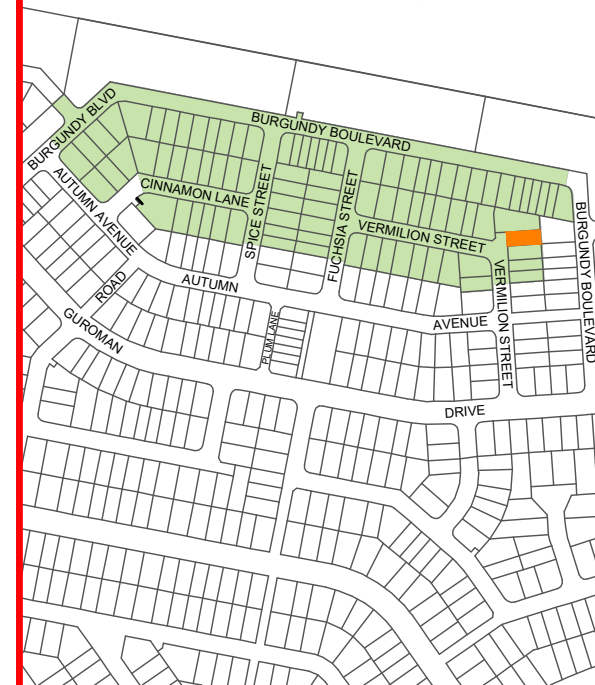 BURGUNDY BLVD
BURGUNDY BOULEVARD
CINNAMON LANE
SPICE STREET
FUCHSIA STREET
VERMILION STREET
BURGUNDY BOULEVARD
AUTUMN AVENUE
ROAD
AUTUMN
AVENUE
VERMILION STREET
PLUM LANE
GUROMAN
DRIVE